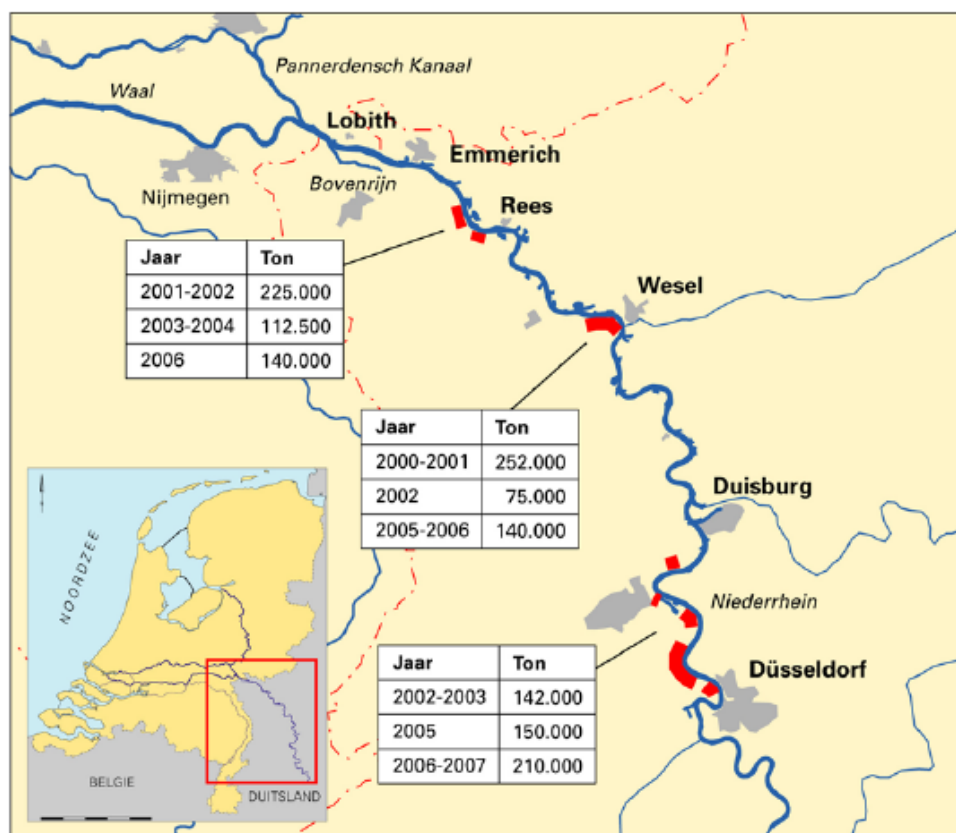 Pannerdensch Kanaal
Waal
Lobith
Emmerich
Nijmegen
Bovenrijn
Rees
Jaar Ton
2001-2002 225.000
2003-2004 112.500
2006 140.000
Wesel
Jaar Ton
2000-2001 252.000
2002 75.000
2005-2006 140.000
Duisburg
Niederrhein
Jaar Ton
2002-2003 142.000
2005 150.000
2006-2007 210.000
Düsseldorf
NOORDZEE
BELGIE
DUITSLAND